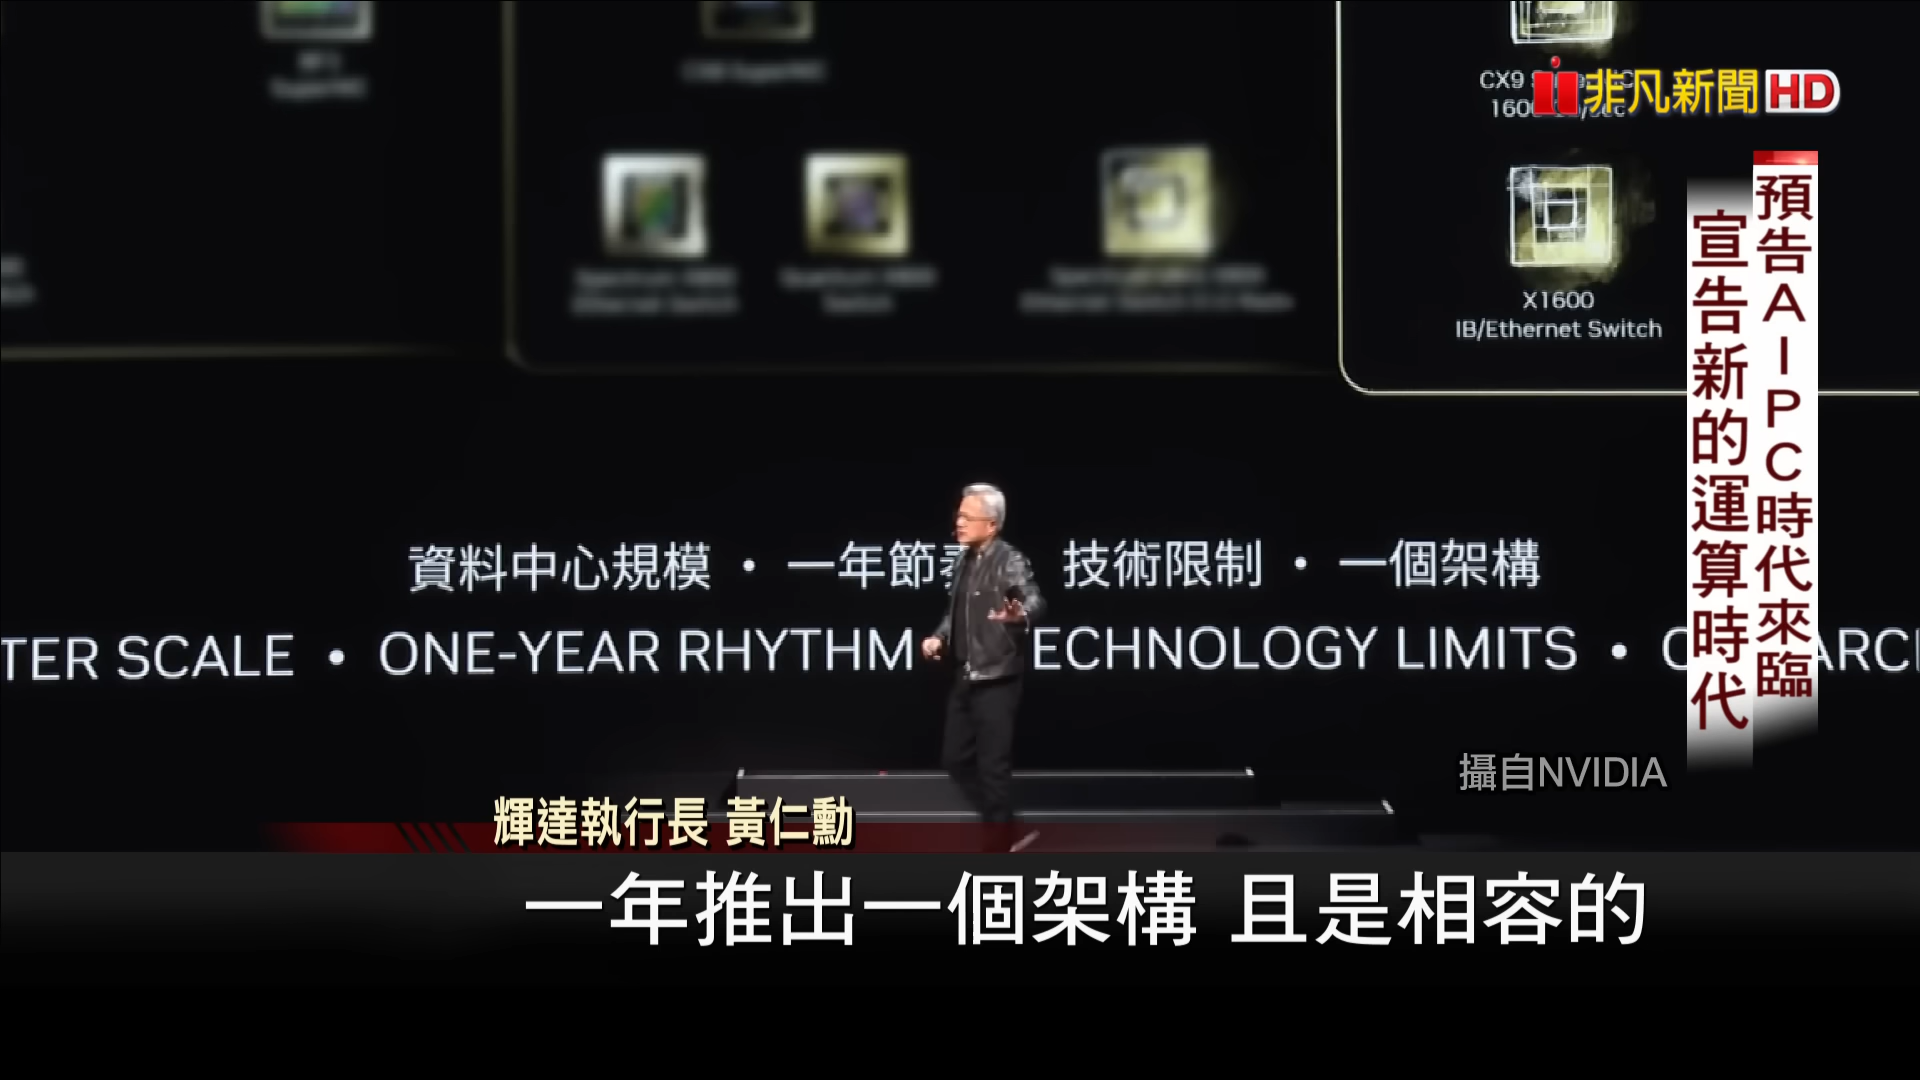 CX9
1600
非凡新聞 HD
X1600
IB/Ethernet Switch
預告AIPC時代來臨
宣告新的運算時代
資料中心規模 · 一年節 技術限制 · 一個架構
TER SCALE · ONE-YEAR RHYTHM ECHNOLOGY LIMITS ·
攝自NVIDIA
輝達執行長 黃仁勳
一年推出一個架構 且是相容的